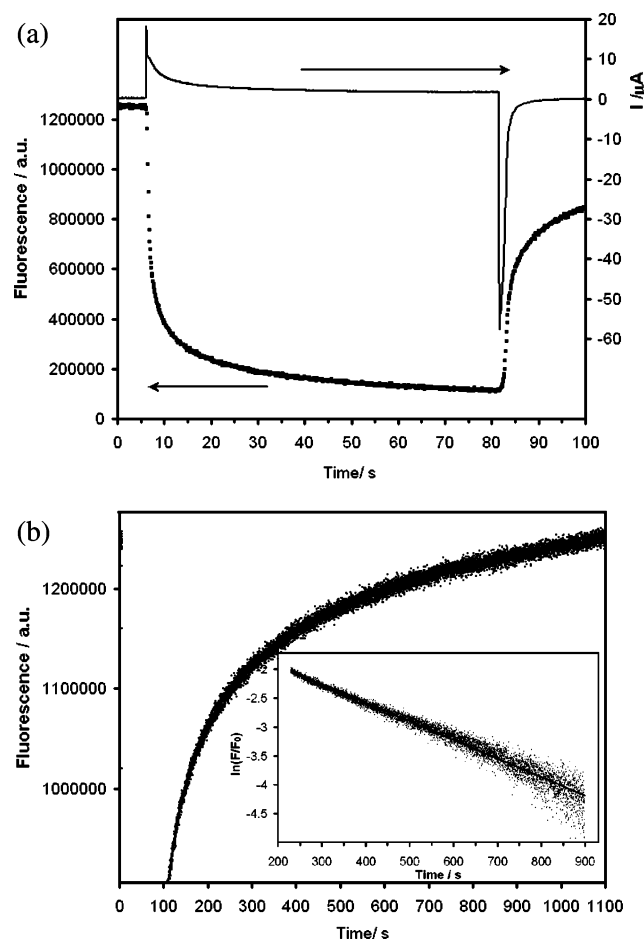 (a)
20
10
0
-10
-20
-30
-40
-50
-60
I /µA
1200000
1000000
800000
600000
400000
200000
0
Fluorescence / a.u.
0 10 20 30 40 50 60 70 80 90 100
Time/ s
(b)
1200000
1100000
1000000
Fluorescence / a.u.
-2
-2.5
-3
-3.5
-4
-4.5
ln(F/F0)
200 300 400 500 600 700 800 900
Time / s
0 100 200 300 400 500 600 700 800 900 1000 1100
Time/ s